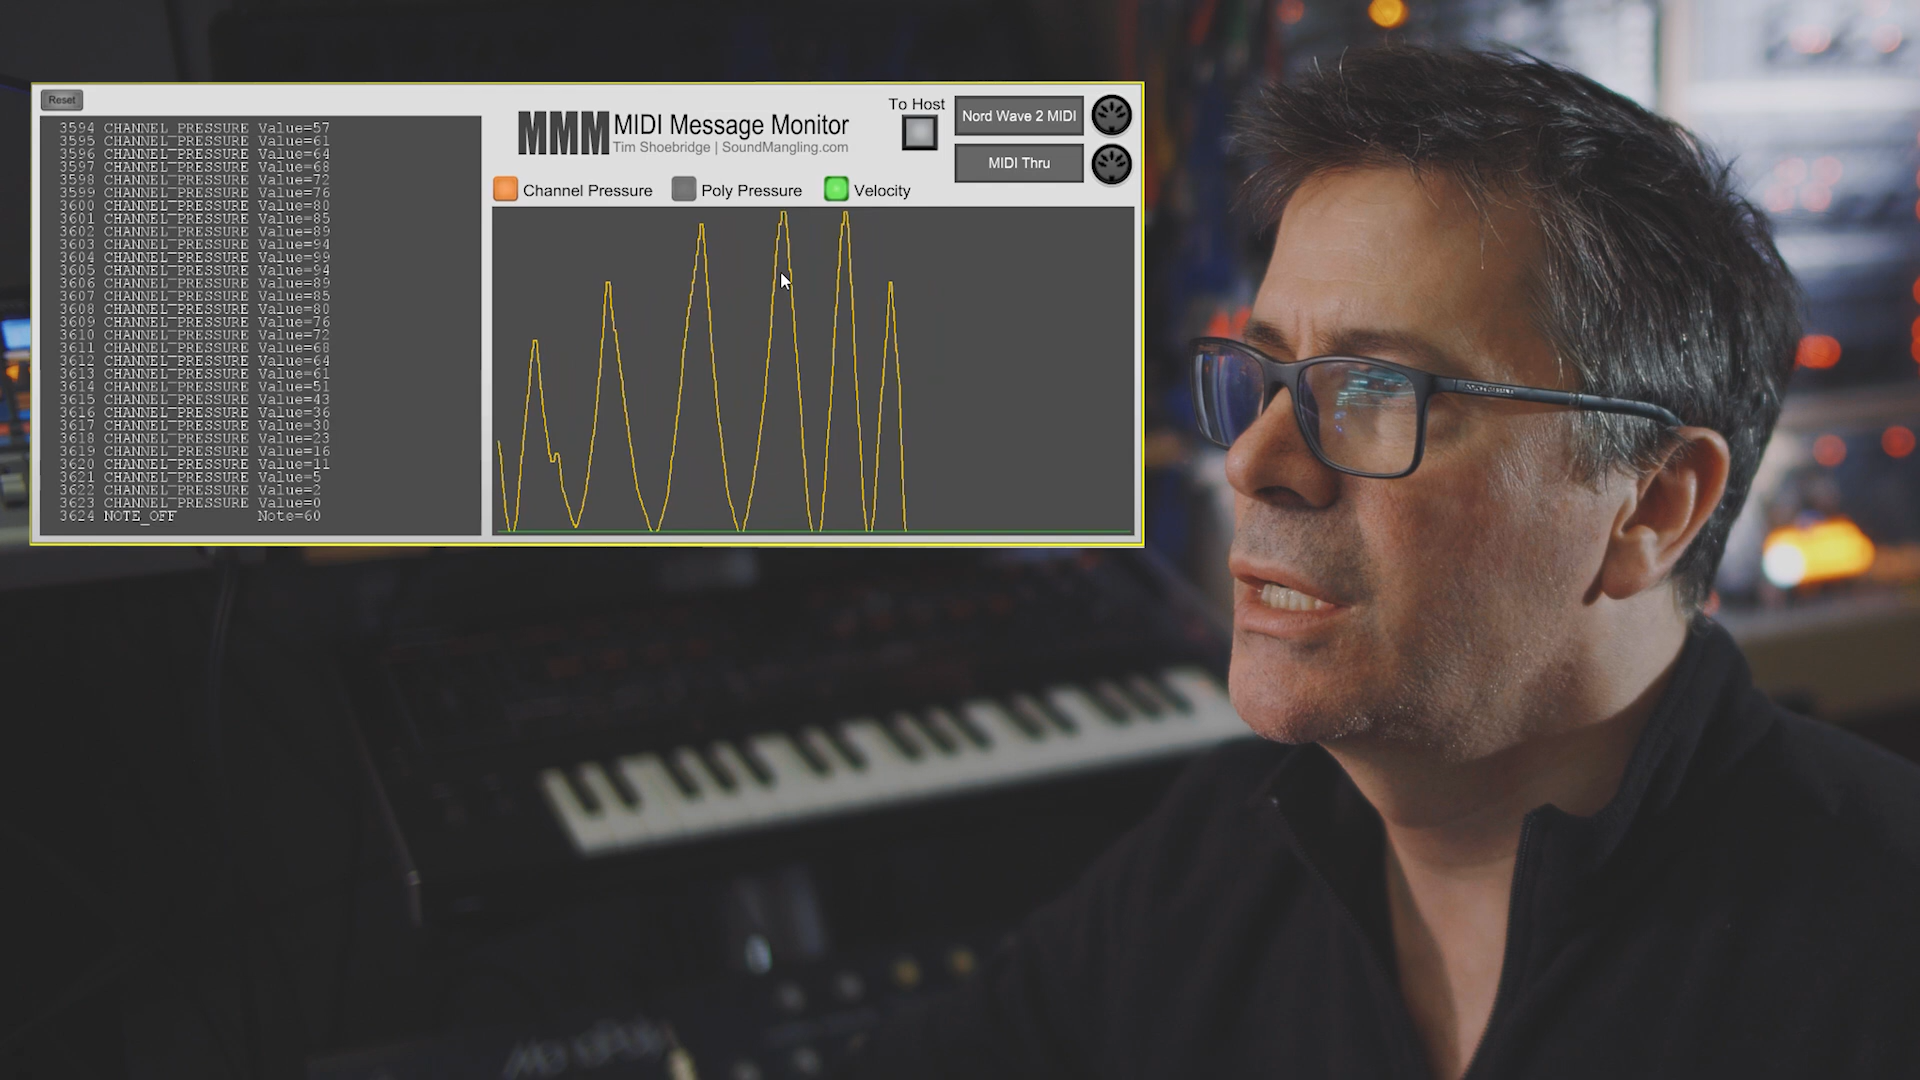 Reset
3594 CHANNEL_PRESSURE Value=57
3595 CHANNEL_PRESSURE Value=61
3596 CHANNEL_PRESSURE Value=64
3597 CHANNEL_PRESSURE Value=68
3598 CHANNEL_PRESSURE Value=72
3599 CHANNEL_PRESSURE Value=76
3600 CHANNEL_PRESSURE Value=80
3601 CHANNEL_PRESSURE Value=85
3602 CHANNEL_PRESSURE Value=89
3603 CHANNEL_PRESSURE Value=94
3604 CHANNEL_PRESSURE Value=99
3605 CHANNEL_PRESSURE Value=94
3606 CHANNEL_PRESSURE Value=89
3607 CHANNEL_PRESSURE Value=85
3608 CHANNEL_PRESSURE Value=80
3609 CHANNEL_PRESSURE Value=76
3610 CHANNEL_PRESSURE Value=72
3611 CHANNEL_PRESSURE Value=68
3612 CHANNEL_PRESSURE Value=64
3613 CHANNEL_PRESSURE Value=61
3614 CHANNEL_PRESSURE Value=51
3615 CHANNEL_PRESSURE Value=43
3616 CHANNEL_PRESSURE Value=36
3617 CHANNEL_PRESSURE Value=30
3618 CHANNEL_PRESSURE Value=23
3619 CHANNEL_PRESSURE Value=16
3620 CHANNEL_PRESSURE Value=11
3621 CHANNEL_PRESSURE Value=5
3622 CHANNEL_PRESSURE Value=2
3623 CHANNEL_PRESSURE Value=0
3624 NOTE_OFF Note=60
MMM MIDI Message Monitor
Tim Shoebridge | SoundMangling.com
To Host
Nord Wave 2 MIDI
MIDI Thru
Channel Pressure
Poly Pressure
Velocity